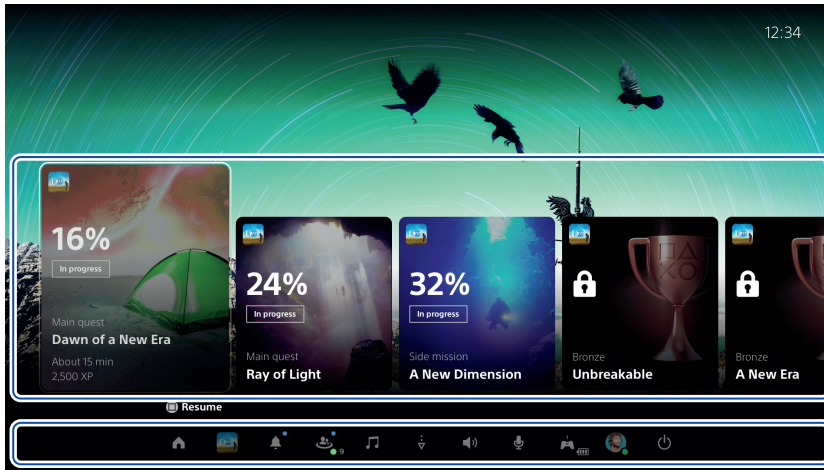 12:34
16%
In progress
Main quest
Dawn of a New Era
About 15 min
2,500 XP
24%
In progress
Main quest
Ray of Light
32%
In progress
Side mission
A New Dimension
Bronze
Unbreakable
Bronze
A New Era
Resume
9